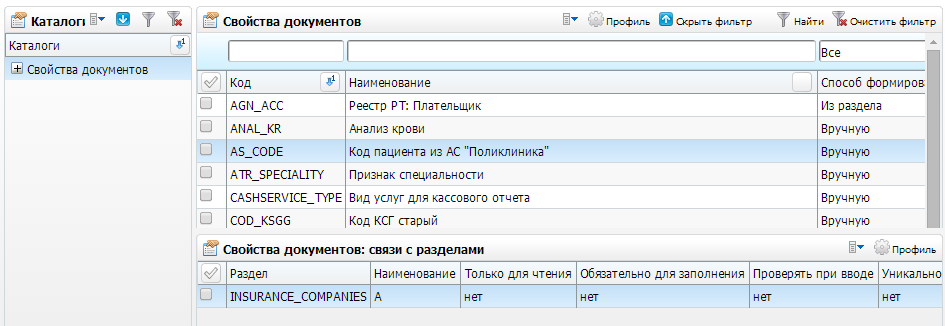 Каталоги
Каталоги
Свойства документов
Свойства документов Профиль Скрыть фильтр Найти Очистить фильтр
Все
Код Наименование Способ формиров
AGN_ACC Реестр РТ: Плательщик Из раздела
ANAL_KR Анализ крови Вручную
AS_CODE Код пациента из АС "Поликлиника" Вручную
ATR_SPECIALITY Признак специальности Вручную
CASHSERVICE_TYPE Вид услуг для кассового отчета Вручную
COD_KSGG Код КСГ старый Вручную
Свойства документов: связи с разделами Профиль
Раздел Наименование Только для чтения Обязательно для заполнения Проверять при вводе Уникально
INSURANCE_COMPANIES А нет нет нет нет